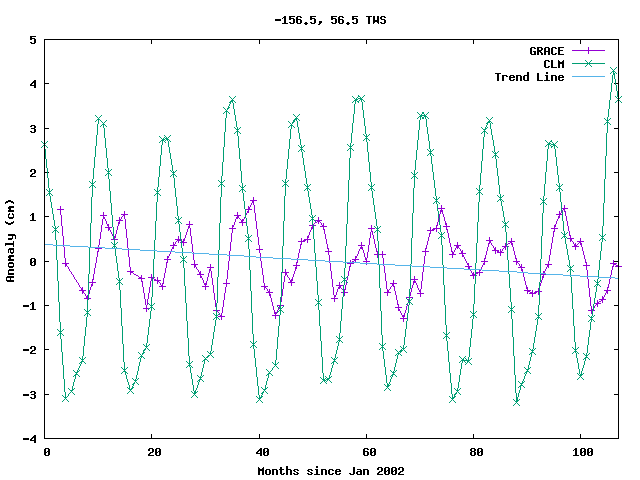 -156.5, 56.5 TWS
GRACE
CLM
Trend Line
5
4
3
2
1
0
-1
-2
-3
-4
Anomaly (cm)
0 20 40 60 80 100
Months since Jan 2002